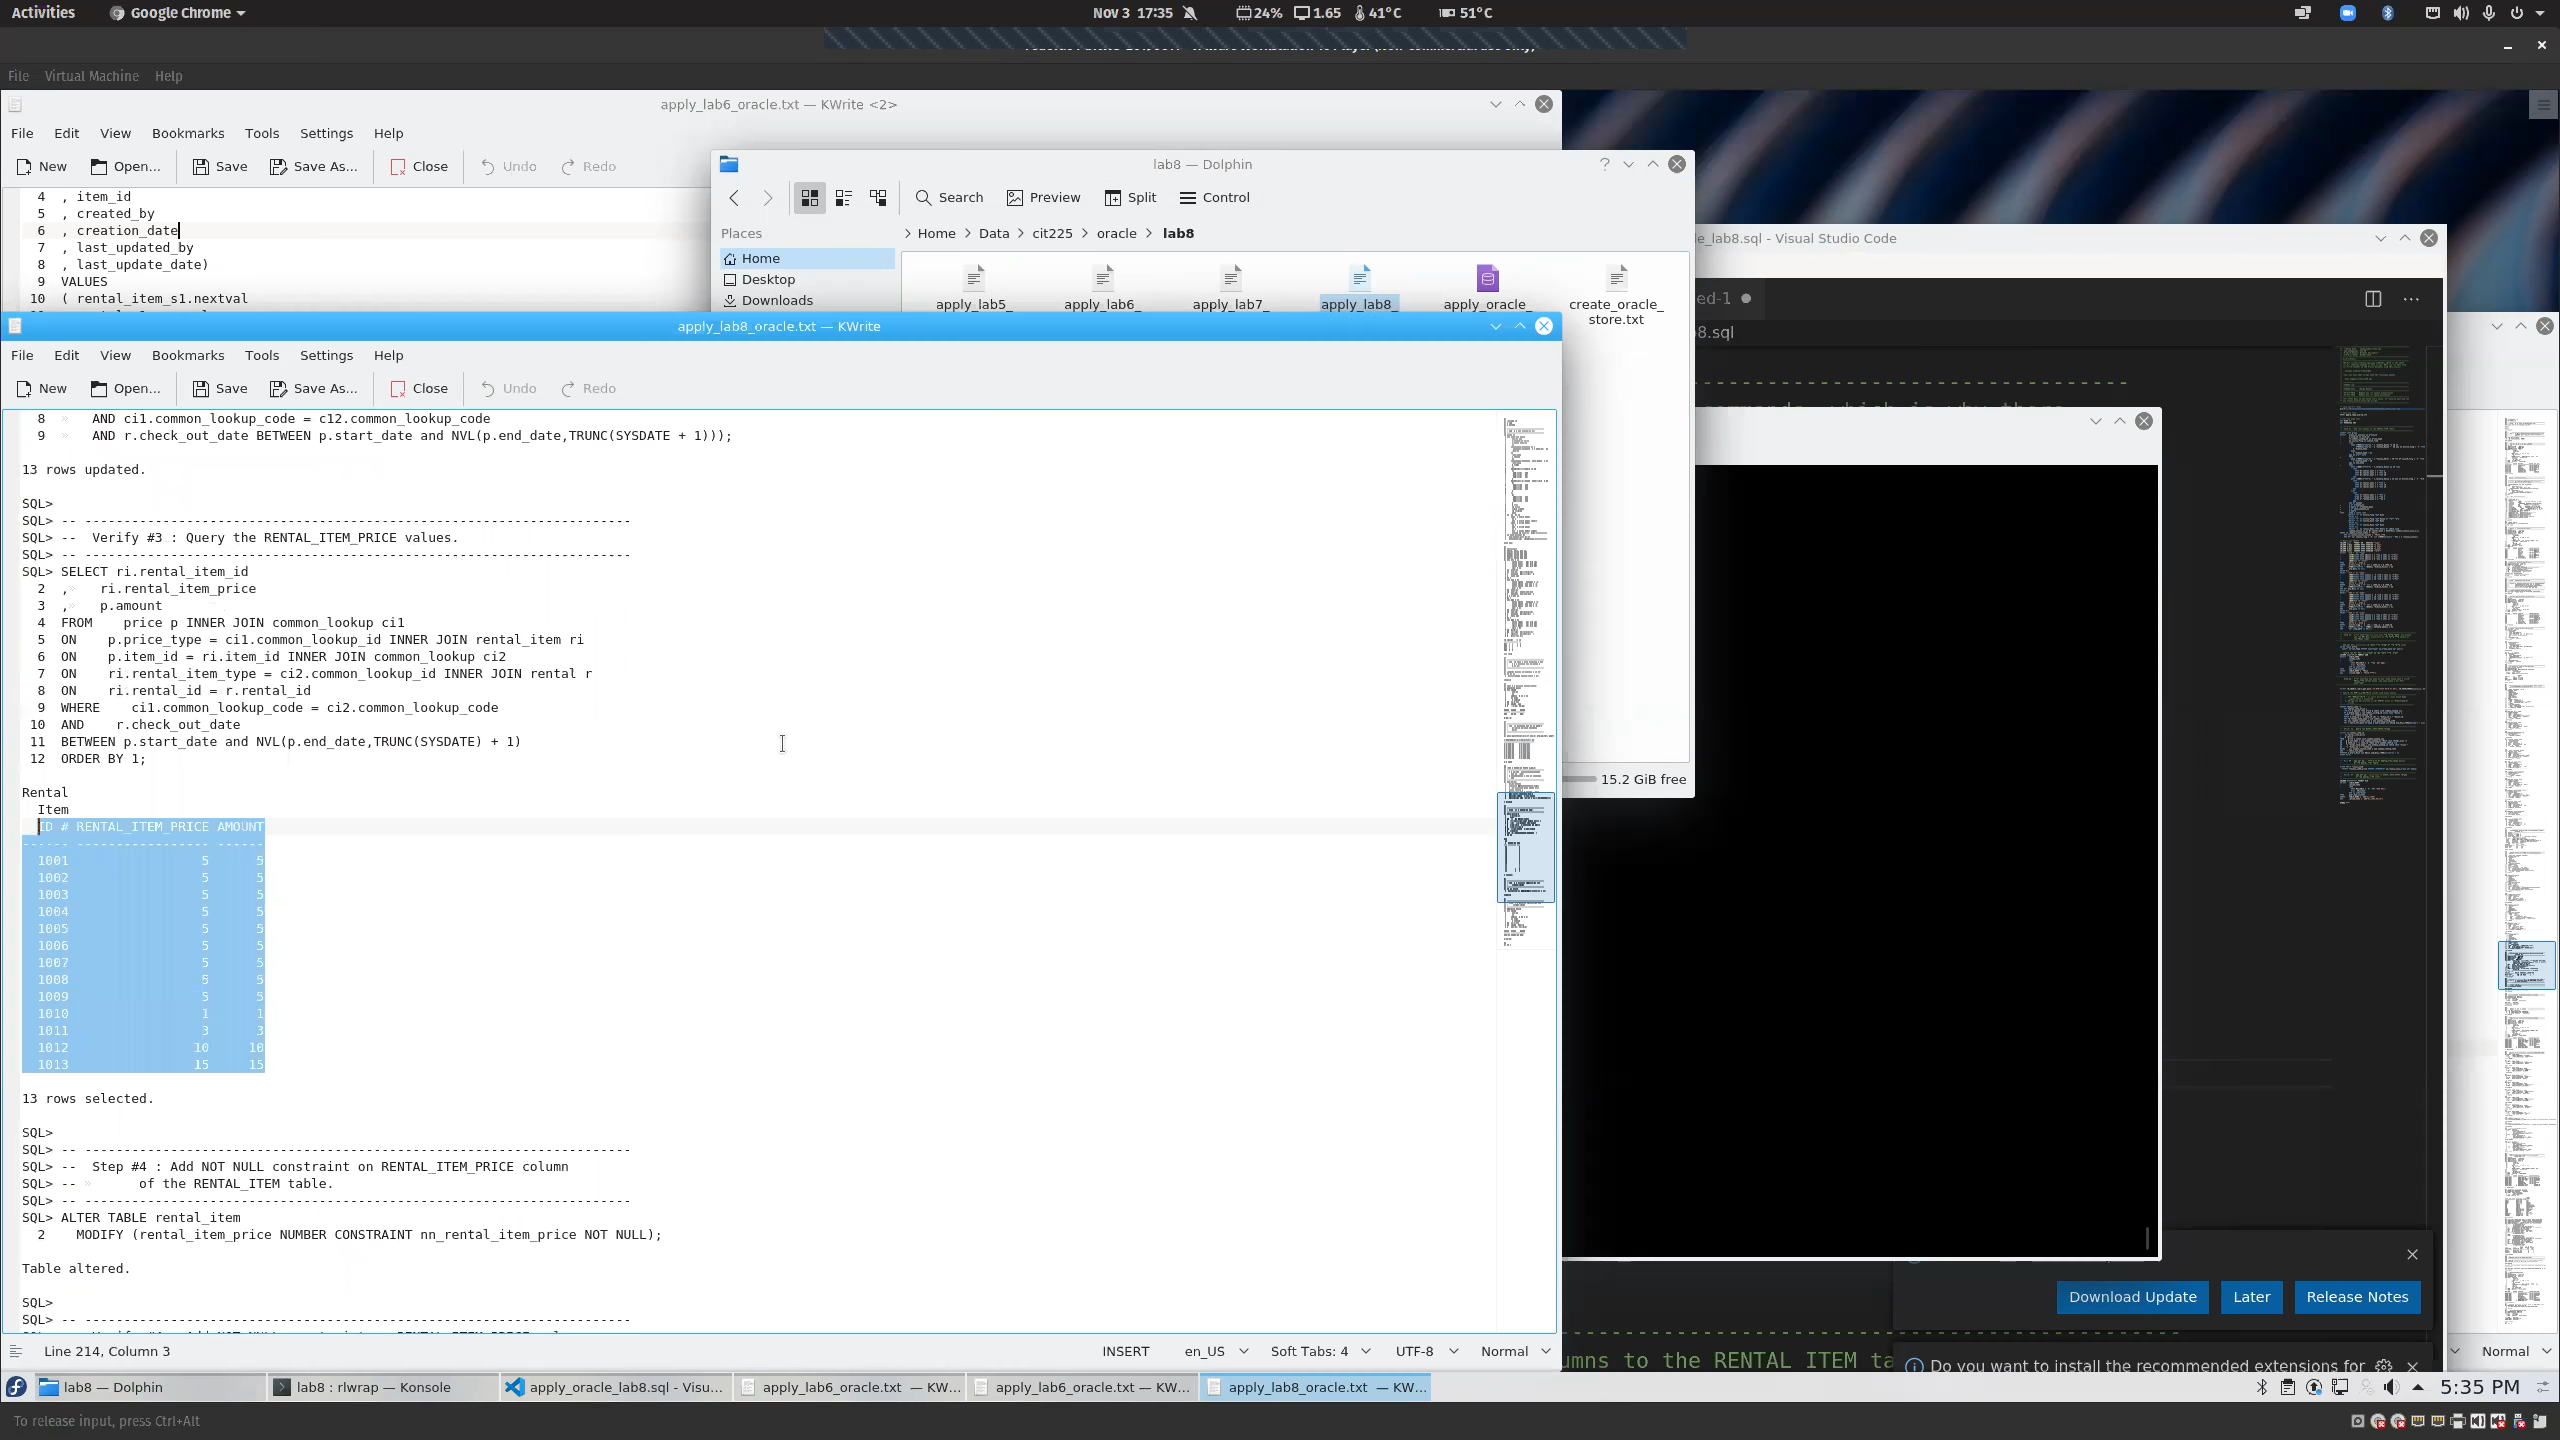 Activities
Google Chrome
Nov 3 17:35
24%
1.65
41°C
51°C
File Virtual Machine Help
apply_lab6_oracle.txt — KWrite <2>
File Edit View Bookmarks Tools Settings Help
New Open... Save Save As... Close Undo Redo
4 , item_id
5 , created_by
6 , creation_date
7 , last_updated_by
8 , last_update_date)
9 VALUES
10 ( rental_item_s1.nextval
lab8 — Dolphin
Search Preview Split Control
Places
Home
Desktop
Downloads
Home > Data > cit225 > oracle > lab8
apply_lab5_ apply_lab6_ apply_lab7_ apply_lab8_ apply_oracle_ create_oracle_
store.txt
15.2 GiB free
e_lab8.sql - Visual Studio Code
ed-1
8.sql
apply_lab8_oracle.txt — KWrite
File Edit View Bookmarks Tools Settings Help
New Open... Save Save As... Close Undo Redo
8 » AND ci1.common_lookup_code = c12.common_lookup_code
9 » AND r.check_out_date BETWEEN p.start_date and NVL(p.end_date,TRUNC(SYSDATE + 1)));
13 rows updated.
SQL>
SQL> -- ----------------------------------------------------------------------
SQL> -- Verify #3 : Query the RENTAL_ITEM_PRICE values.
SQL> -- ----------------------------------------------------------------------
SQL> SELECT ri.rental_item_id
2 ,» ri.rental_item_price
3 ,» p.amount
4 FROM price p INNER JOIN common_lookup ci1
5 ON p.price_type = ci1.common_lookup_id INNER JOIN rental_item ri
6 ON p.item_id = ri.item_id INNER JOIN common_lookup ci2
7 ON ri.rental_item_type = ci2.common_lookup_id INNER JOIN rental r
8 ON ri.rental_id = r.rental_id
9 WHERE ci1.common_lookup_code = ci2.common_lookup_code
10 AND r.check_out_date
11 BETWEEN p.start_date and NVL(p.end_date,TRUNC(SYSDATE) + 1)
12 ORDER BY 1;
Rental
Item
ID # RENTAL_ITEM_PRICE AMOUNT
------ ----------------- ------
1001 5 5
1002 5 5
1003 5 5
1004 5 5
1005 5 5
1006 5 5
1007 5 5
1008 5 5
1009 5 5
1010 1 1
1011 3 3
1012 10 10
1013 15 15
13 rows selected.
SQL>
SQL> -- ----------------------------------------------------------------------
SQL> -- Step #4 : Add NOT NULL constraint on RENTAL_ITEM_PRICE column
SQL> -- » of the RENTAL_ITEM table.
SQL> -- ----------------------------------------------------------------------
SQL> ALTER TABLE rental_item
2 MODIFY (rental_item_price NUMBER CONSTRAINT nn_rental_item_price NOT NULL);
Table altered.
SQL>
SQL> -- ----------------------------------------------------------------------
Line 214, Column 3
INSERT en_US Soft Tabs: 4 UTF-8 Normal
Download Update Later Release Notes
umns to the RENTAL ITEM ta
Do you want to install the recommended extensions for
Normal
lab8 — Dolphin
lab8 : rlwrap — Konsole
apply_oracle_lab8.sql - Visu...
apply_lab6_oracle.txt — KW...
apply_lab6_oracle.txt — KW...
apply_lab8_oracle.txt — KW...
5:35 PM
To release input, press Ctrl+Alt